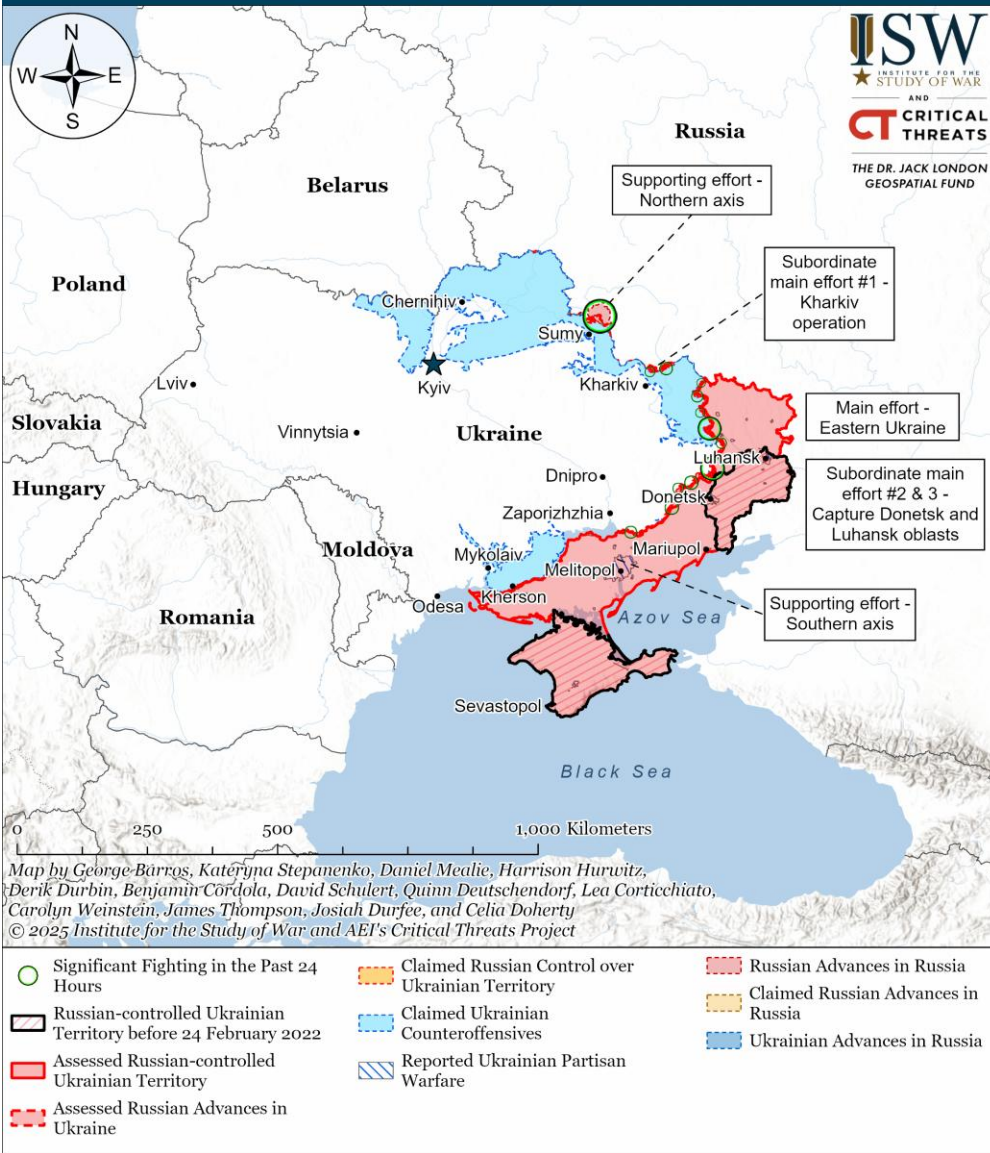 N
W E
S
ISW
INSTITUTE FOR THE
STUDY OF WAR
AND
CT CRITICAL
THREATS
THE DR. JACK LONDON
GEOSPATIAL FUND
Russia
Belarus
Supporting effort -
Northern axis
Subordinate
main effort #1 -
Kharkiv
operation
Poland
Chernihiv
Sumy
Kyiv
Lviv
Kharkiv
Slovakia
Vinnytsia
Ukraine
Main effort -
Eastern Ukraine
Luhansk
Hungary
Dnipro
Donetsk
Subordinate main
effort #2 & 3 -
Capture Donetsk and
Luhansk oblasts
Zaporizhzhia
Moldova
Mykolaiv
Mariupol
Melitopol
Kherson
Odesa
Romania
Azov Sea
Supporting effort -
Southern axis
Sevastopol
Black Sea
0 250 500 1,000 Kilometers
Map by George Barros, Kateryna Stepanenko, Daniel Mealie, Harrison Hurwitz,
Derik Durbin, Benjamin Cordola, David Schulert, Quinn Deutschendorf, Lea Corticchiato,
Carolyn Weinstein, James Thompson, Josiah Durfee, and Celia Doherty
© 2025 Institute for the Study of War and AEI's Critical Threats Project
Significant Fighting in the Past 24
Hours
Russian-controlled Ukrainian
Territory before 24 February 2022
Assessed Russian-controlled
Ukrainian Territory
Assessed Russian Advances in
Ukraine
Claimed Russian Control over
Ukrainian Territory
Claimed Ukrainian
Counteroffensives
Reported Ukrainian Partisan
Warfare
Russian Advances in Russia
Claimed Russian Advances in
Russia
Ukrainian Advances in Russia